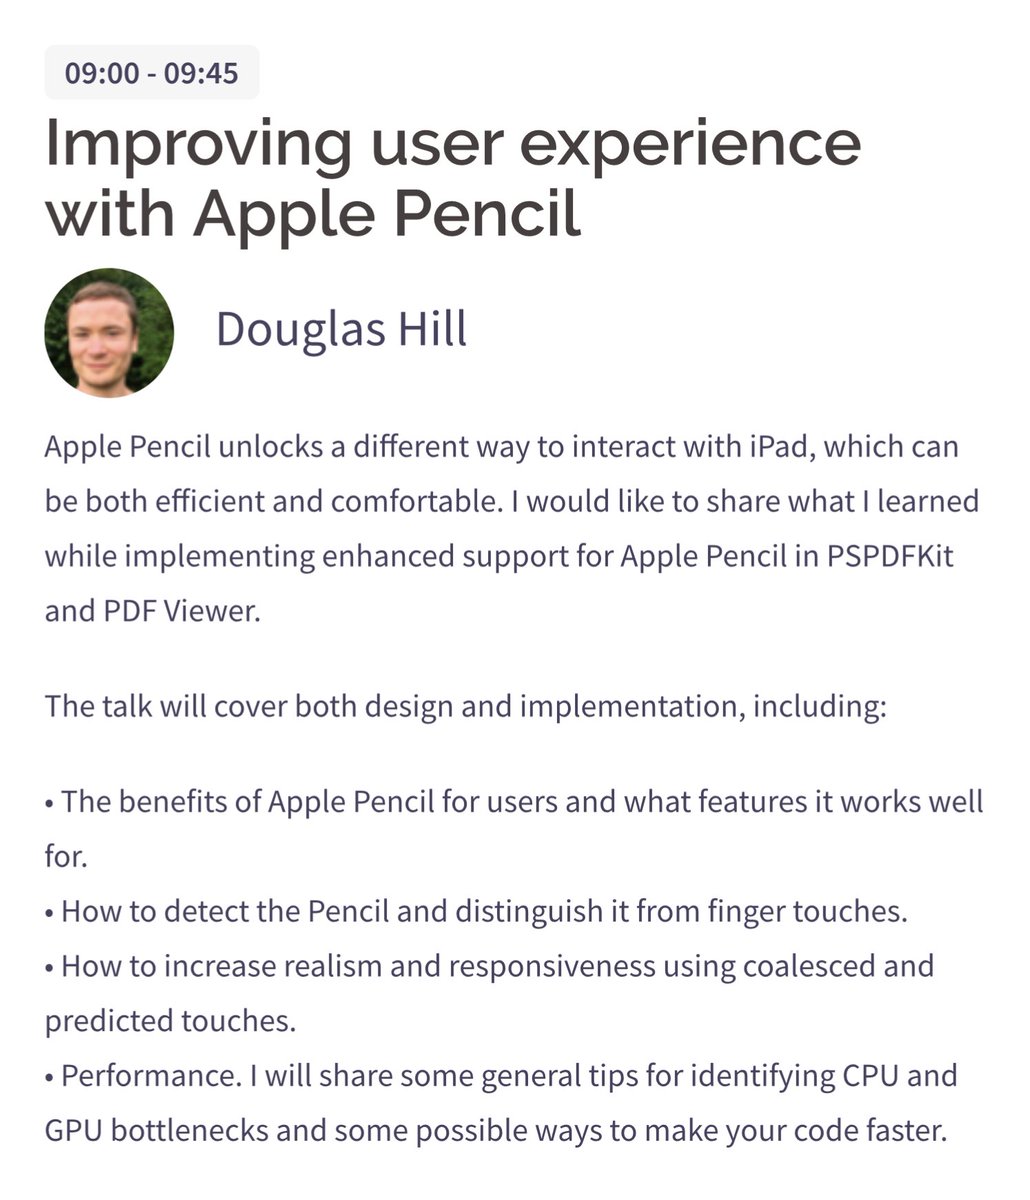 09:00 - 09:45
Improving user experience
with Apple Pencil
Douglas Hill
Apple Pencil unlocks a different way to interact with iPad, which can
be both efficient and comfortable. I would like to share what I learned
while implementing enhanced support for Apple Pencil in PSPDFKit
and PDF Viewer.
The talk will cover both design and implementation, including:
• The benefits of Apple Pencil for users and what features it works well
for.
• How to detect the Pencil and distinguish it from finger touches.
• How to increase realism and responsiveness using coalesced and
predicted touches.
• Performance. I will share some general tips for identifying CPU and
GPU bottlenecks and some possible ways to make your code faster.